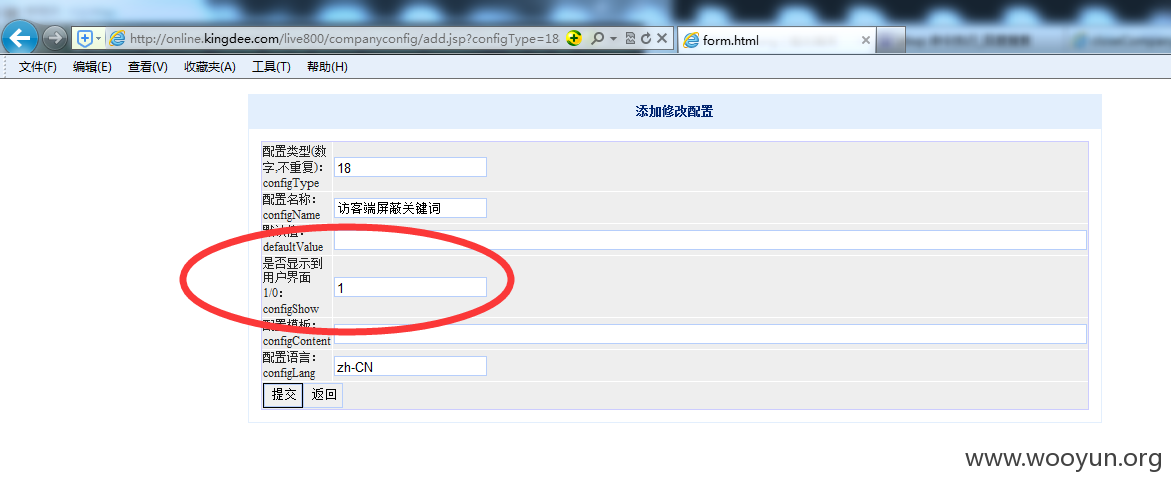 http://online.kingdee.com/live800/companyconfig/add.jsp?configType=18
form.html
文件(F) 编辑(E) 查看(V) 收藏夹(A) 工具(T) 帮助(H)
添加修改配置
配置类型(数
字,不重复):
configType
18
配置名称:
configName
访客端屏蔽关键词
默认值:
defaultValue
是否显示到
用户界面
1/0:
configShow
1
配置模板:
configContent
配置语言:
configLang
zh-CN
提交 返回
www.wooyun.org